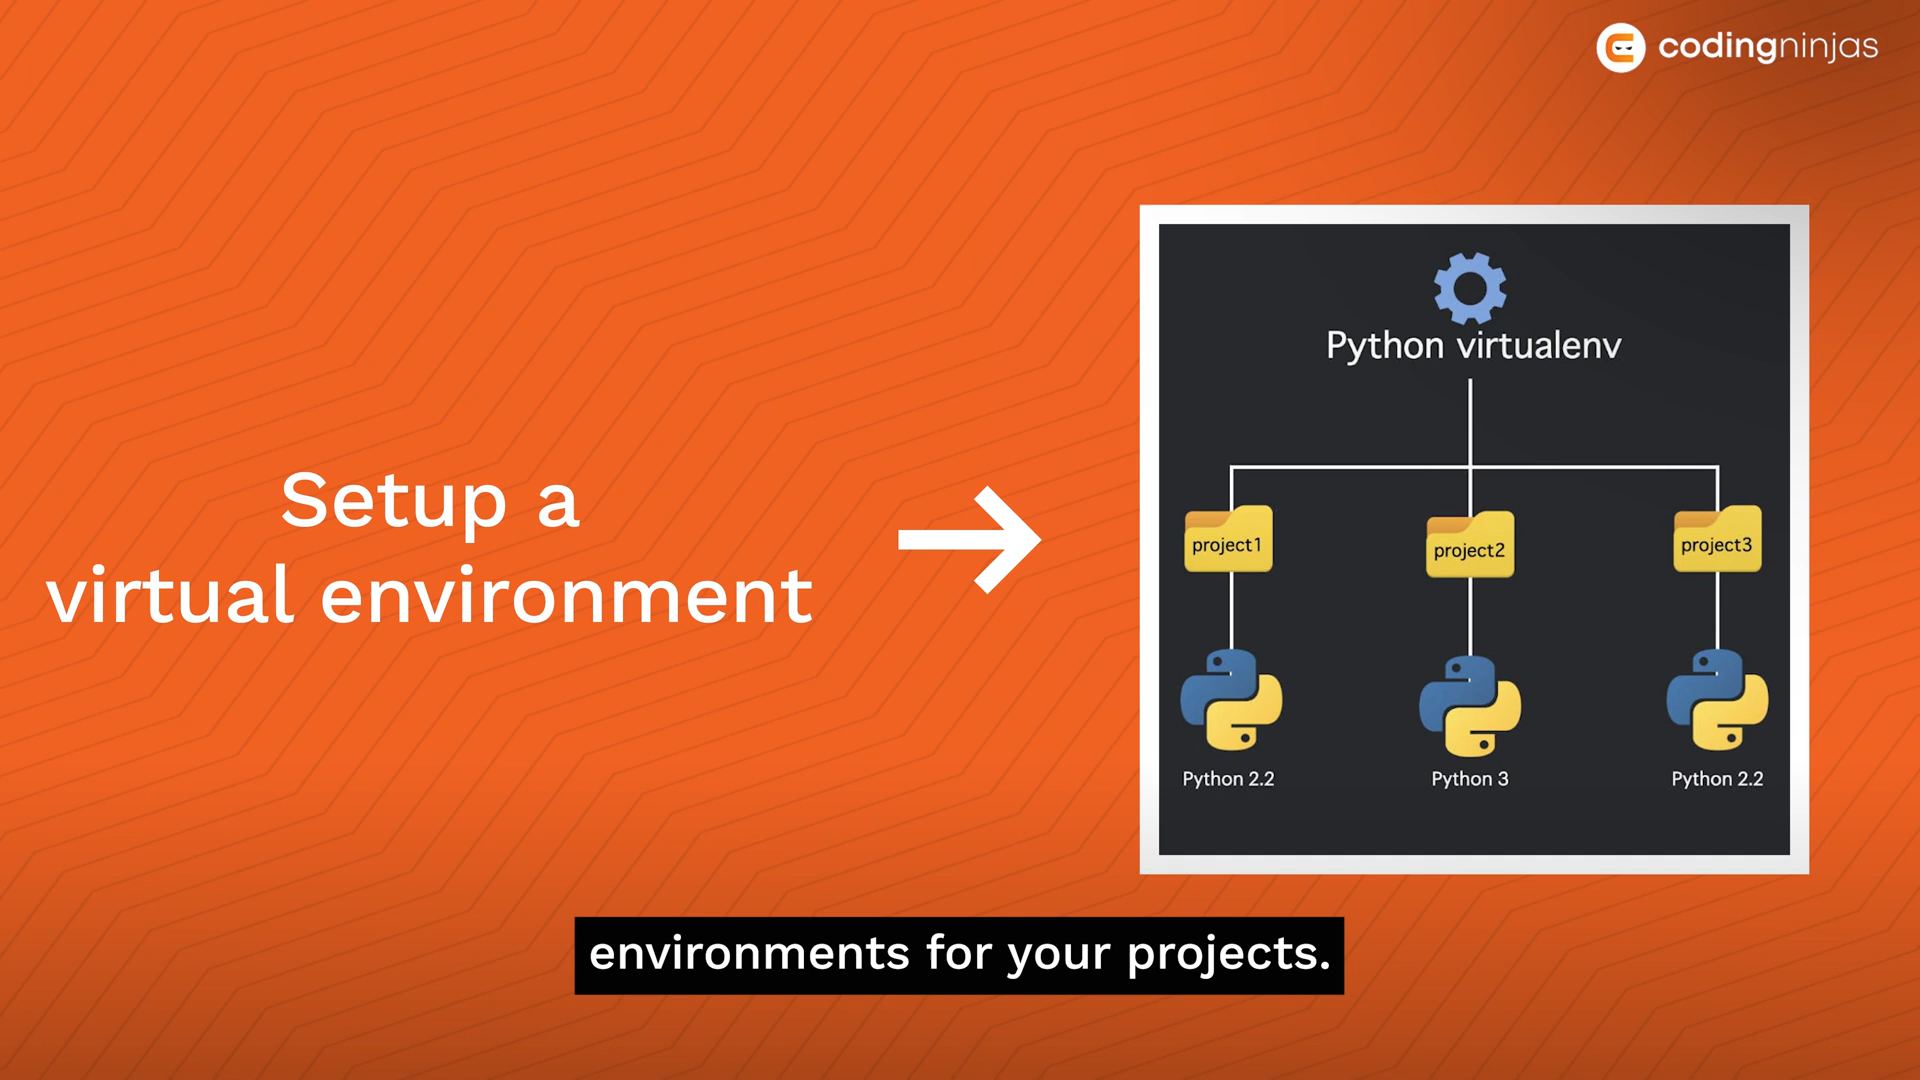 codingninjas
Setup a
virtual environment
Python virtualenv
project1
project2
project3
Python 2.2
Python 3
Python 2.2
environments for your projects.